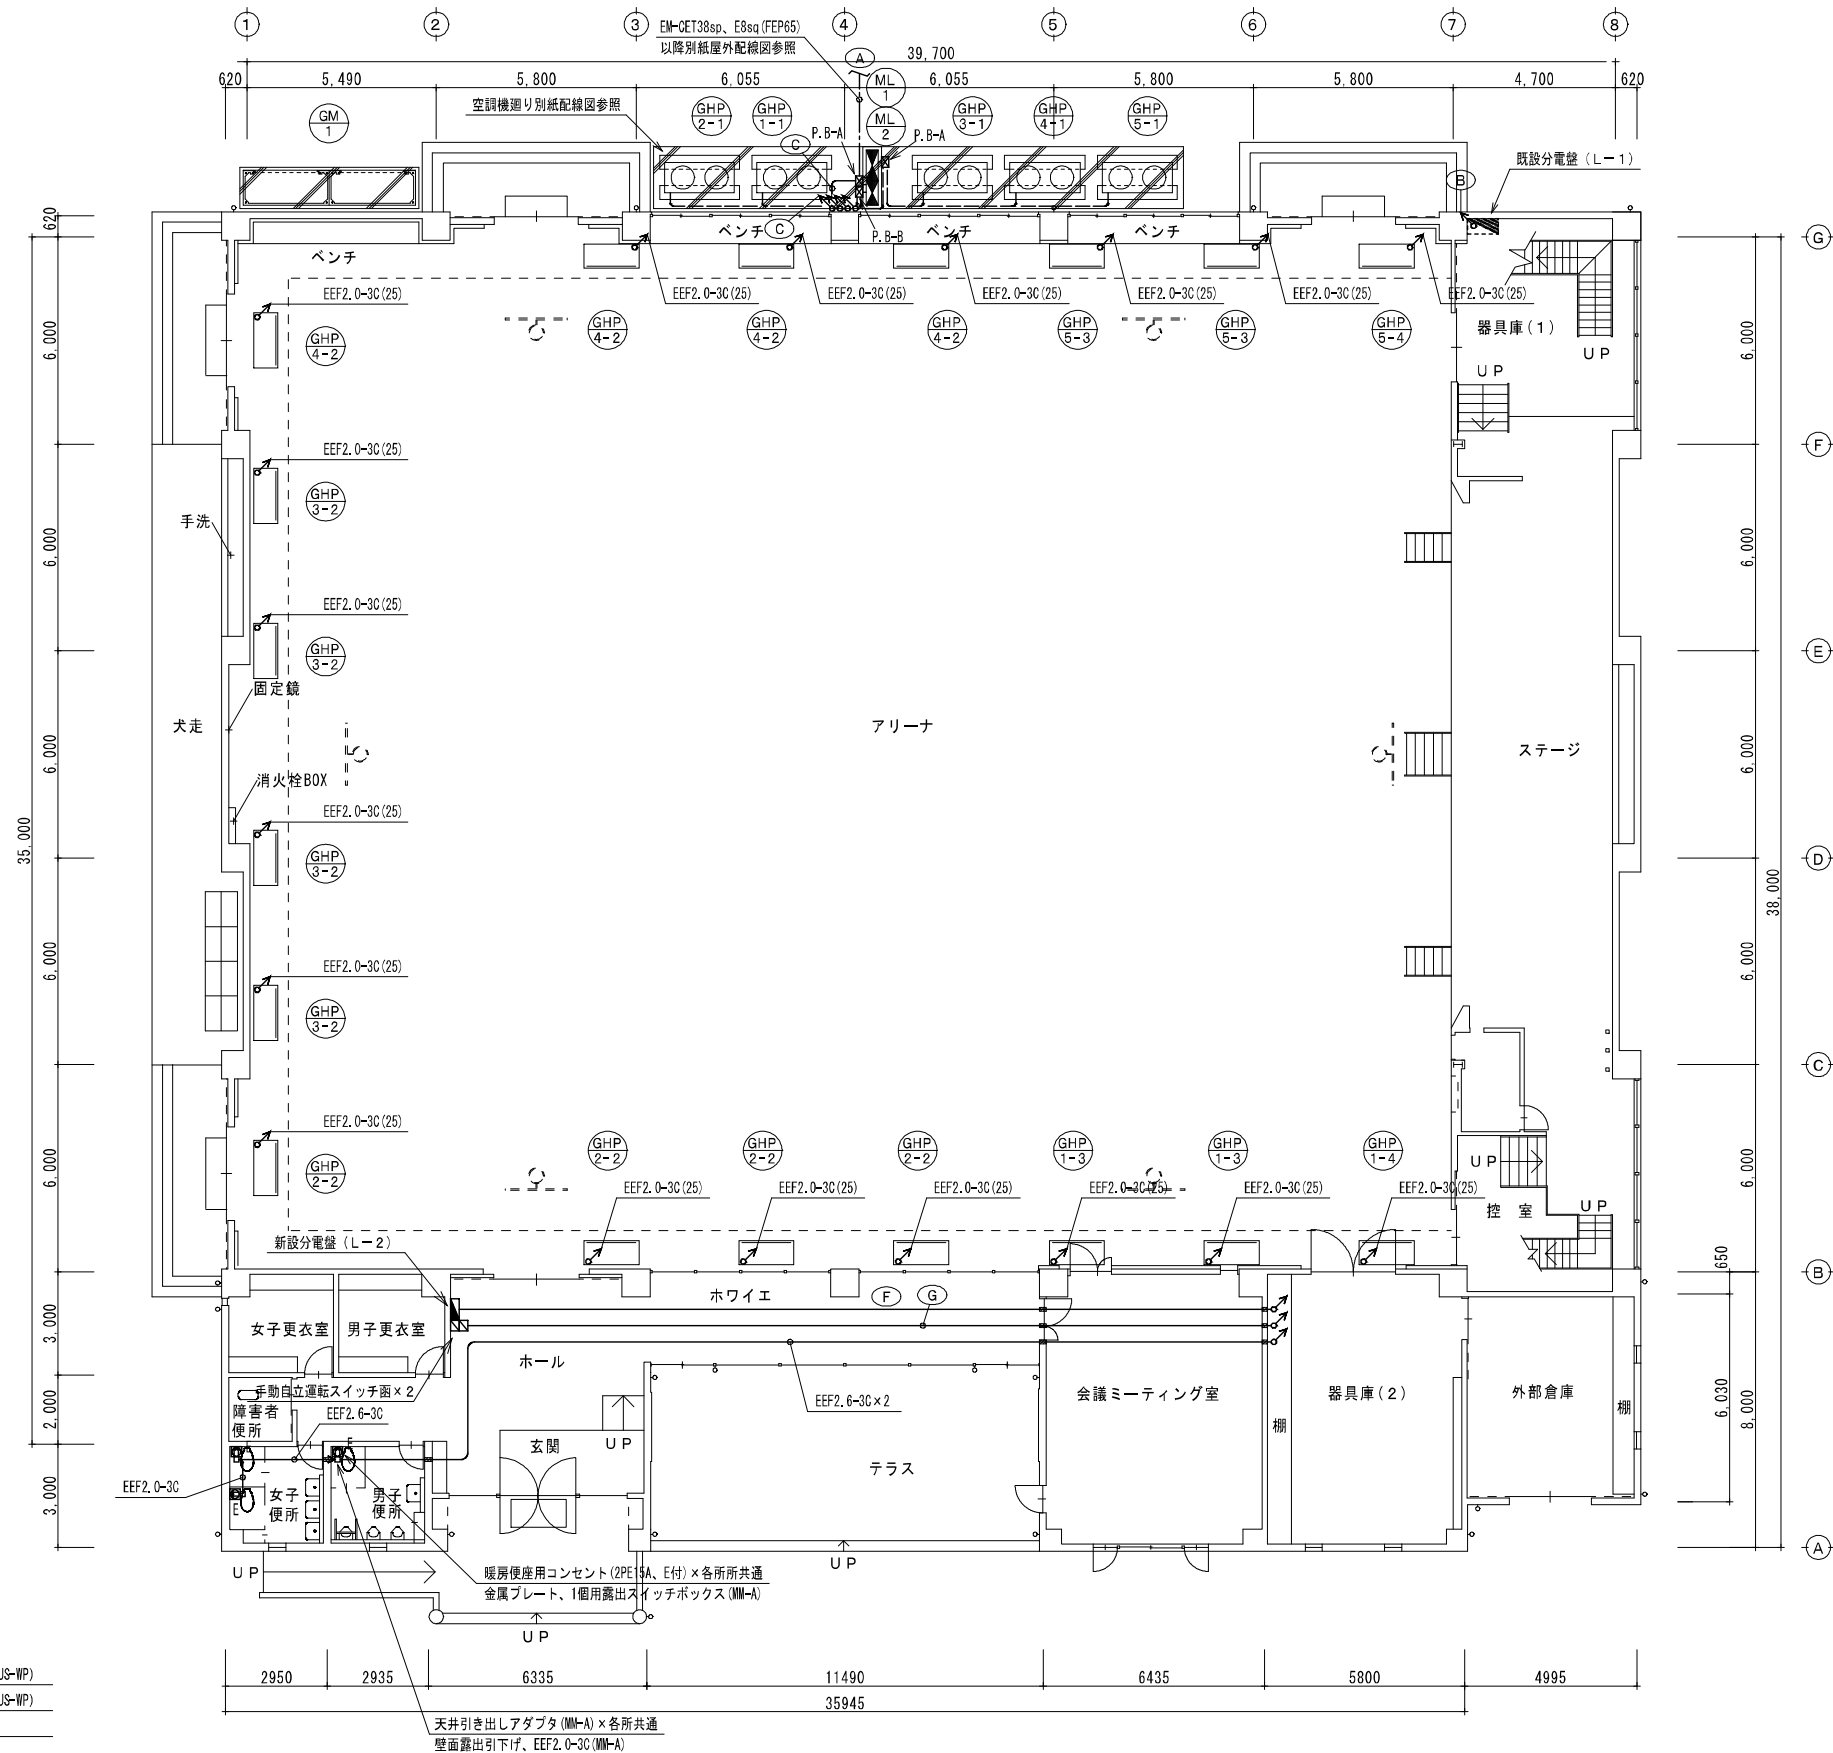 1
2
3
4
5
6
7
8
EM-CET38sp、E8sq(FEP65)
以降別紙屋外配線図参照
A
39,700
620
5,490
5,800
6,055
6,055
5,800
5,800
4,700
620
空調機廻り別紙配線図参照
GM
1
GHP
2-1
GHP
1-1
ML
1
ML
2
GHP
3-1
GHP
4-1
GHP
5-1
P.B-A
P.B-A
C
C
P.B-B
B
既設分電盤(L-1)
620
ベンチ
ベンチ
ベンチ
ベンチ
G
EEF2.0-3C(25)
EEF2.0-3C(25)
EEF2.0-3C(25)
EEF2.0-3C(25)
EEF2.0-3C(25)
EEF2.0-3C(25)
EEF2.0-3C(25)
GHP
4-2
GHP
4-2
GHP
4-2
GHP
4-2
GHP
5-3
GHP
5-3
GHP
5-4
器具庫(1)
UP
UP
6,000
6,000
F
EEF2.0-3C(25)
GHP
3-2
手洗
6,000
6,000
EEF2.0-3C(25)
GHP
3-2
E
固定鏡
犬走
アリーナ
ステージ
6,000
6,000
消火栓BOX
EEF2.0-3C(25)
GHP
3-2
35,000
38,000
D
6,000
6,000
EEF2.0-3C(25)
GHP
3-2
C
EEF2.0-3C(25)
GHP
2-2
GHP
2-2
GHP
2-2
GHP
2-2
GHP
1-3
GHP
1-3
GHP
1-4
EEF2.0-3C(25)
EEF2.0-3C(25)
EEF2.0-3C(25)
EEF2.0-3C(25)
EEF2.0-3C(25)
EEF2.0-3C(25)
6,000
6,000
UP
控室
UP
新設分電盤(L-2)
650
B
ホワイエ
F
G
女子更衣室
男子更衣室
3,000
ホール
手動自立運転スイッチ函×2
障害者
便所
EEF2.6-3C
EEF2.6-3C×2
会議ミーティング室
器具庫(2)
外部倉庫
棚
棚
2,000
6,030
8,000
玄関
UP
テラス
E
E
EEF2.0-3C
女子
便所
男子
便所
3,000
A
UP
UP
暖房便座用コンセント(2PE15A、E付)×各所所共通
金属プレート、1個用露出スイッチボックス(MM-A)
UP
US-WP)
US-WP)
2950
2935
6335
11490
6435
5800
4995
35945
天井引き出しアダプタ(MM-A)×各所共通
壁面露出引下げ、EEF2.0-3C(MM-A)